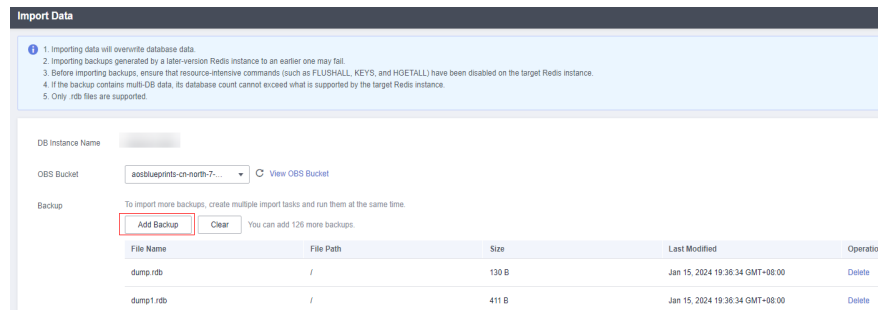 Import Data
1. Importing data will overwrite database data.
2. Importing backups generated by a later-version Redis instance to an earlier one may fail.
3. Before importing backups, ensure that resource-intensive commands (such as FLUSHALL, KEYS, and HGETALL) have been disabled on the target Redis instance.
4. If the backup contains multi-DB data, its database count cannot exceed what is supported by the target Redis instance.
5. Only .rdb files are supported.
DB Instance Name
OBS Bucket aosblueprints-cn-north-7-... View OBS Bucket
Backup To import more backups, create multiple import tasks and run them at the same time.
Add Backup Clear You can add 126 more backups.
File Name File Path Size Last Modified Operatio
dump.rdb / 130 B Jan 15, 2024 19:36:34 GMT+08:00 Delete
dump1.rdb / 411 B Jan 15, 2024 19:36:34 GMT+08:00 Delete